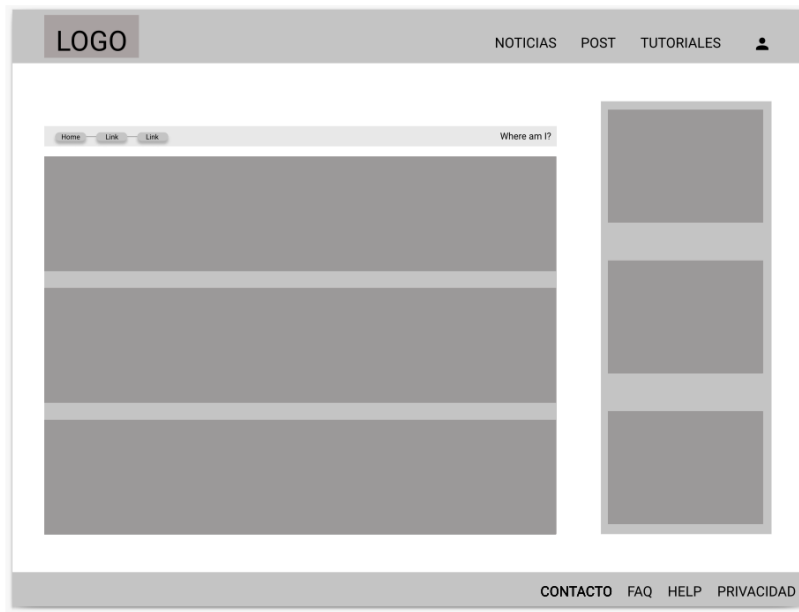 LOGO NOTICIAS POST TUTORIALES
Home Link Link Where am I?
CONTACTO FAQ HELP PRIVACIDAD